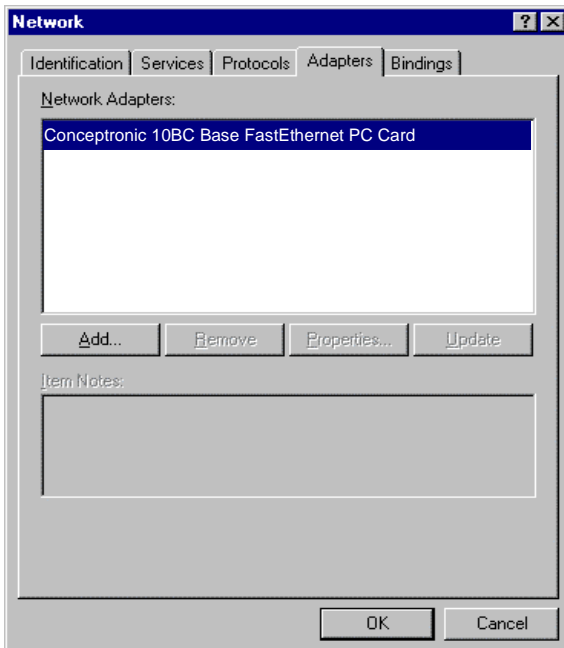 Network
Identification Services Protocols Adapters Bindings
Network Adapters:
Conceptronic 10BC Base FastEthernet PC Card
Add... Remove Properties... Update
Item Notes:
OK Cancel